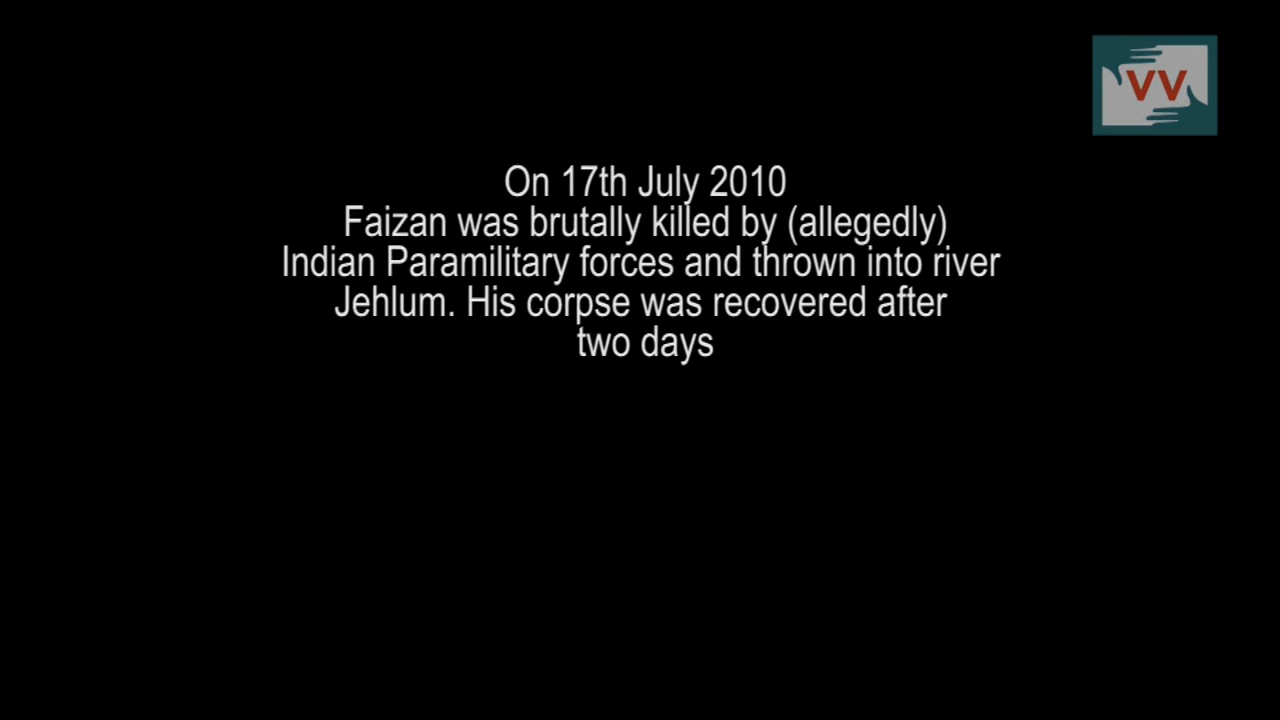 VV
On 17th July 2010
Faizan was brutally killed by (allegedly)
Indian Paramilitary forces and thrown into river
Jehlum. His corpse was recovered after
two days